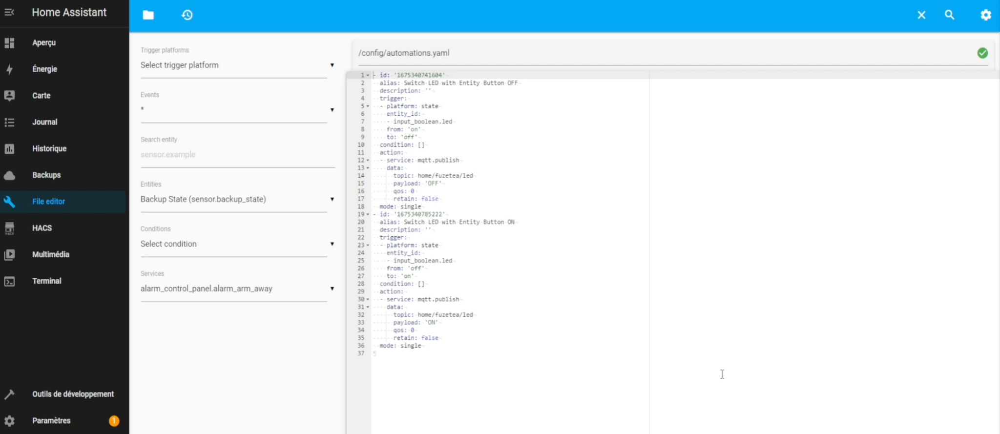 Home Assistant
Aperçu
Énergie
Carte
Journal
Historique
Backups
File editor
HACS
HACS
Multimédia
Terminal
Outils de développement
Paramètres
1
Trigger platforms
Select trigger platform
Events
*
Search entity
sensor.example
Entities
Backup State (sensor.backup_state)
Conditions
Select condition
Services
alarm_control_panel.alarm_arm_away
/config/automations.yaml
1 - id: '1675340741604'
2   alias: Switch LED with Entity Button OFF
3   description: ''
4   trigger:
5   - platform: state
6     entity_id:
7     - input_boolean.led
8     from: 'on'
9     to: 'off'
10   condition: []
11   action:
12   - service: mqtt.publish
13     data:
14       topic: home/fuzetea/led
15       payload: 'OFF'
16       qos: 0
17       retain: false
18   mode: single
19 - id: '1675340785222'
20   alias: Switch LED with Entity Button ON
21   description: ''
22   trigger:
23   - platform: state
24     entity_id:
25     - input_boolean.led
26     from: 'off'
27     to: 'on'
28   condition: []
29   action:
30   - service: mqtt.publish
31     data:
32       topic: home/fuzetea/led
33       payload: 'ON'
34       qos: 0
35       retain: false
36   mode: single
37